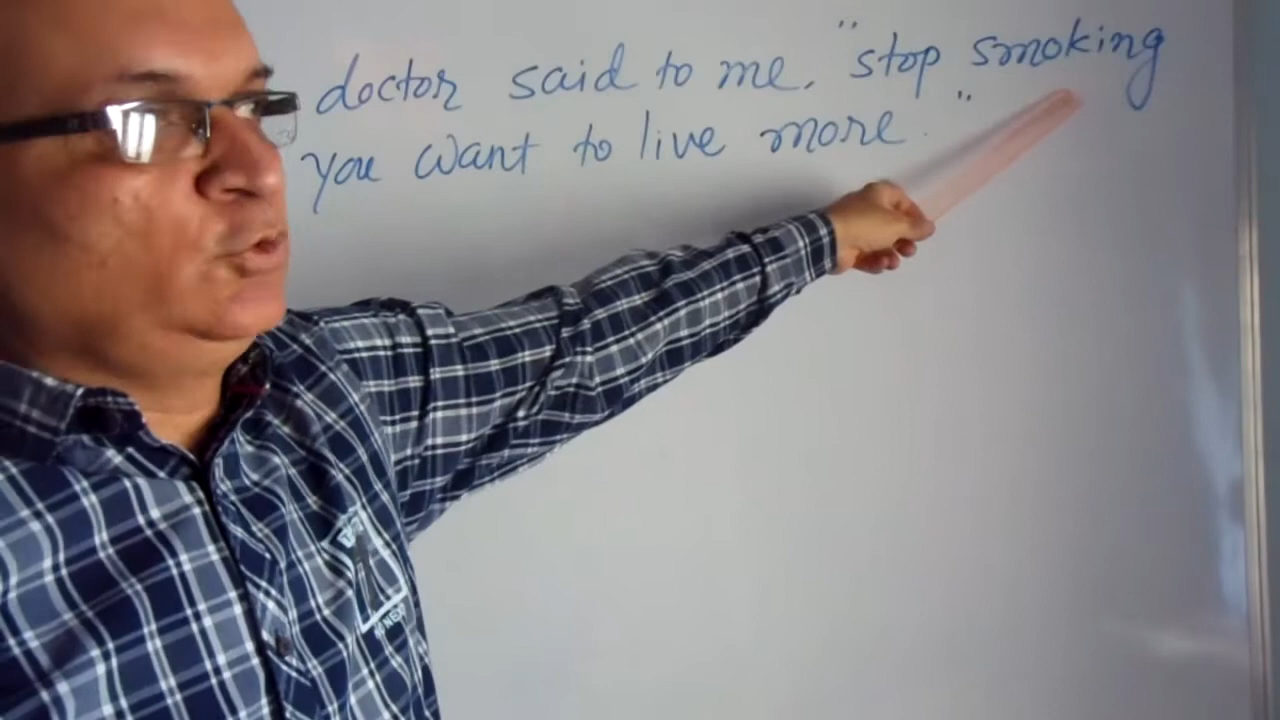 doctor said to me, "stop smoking
you want to live more."